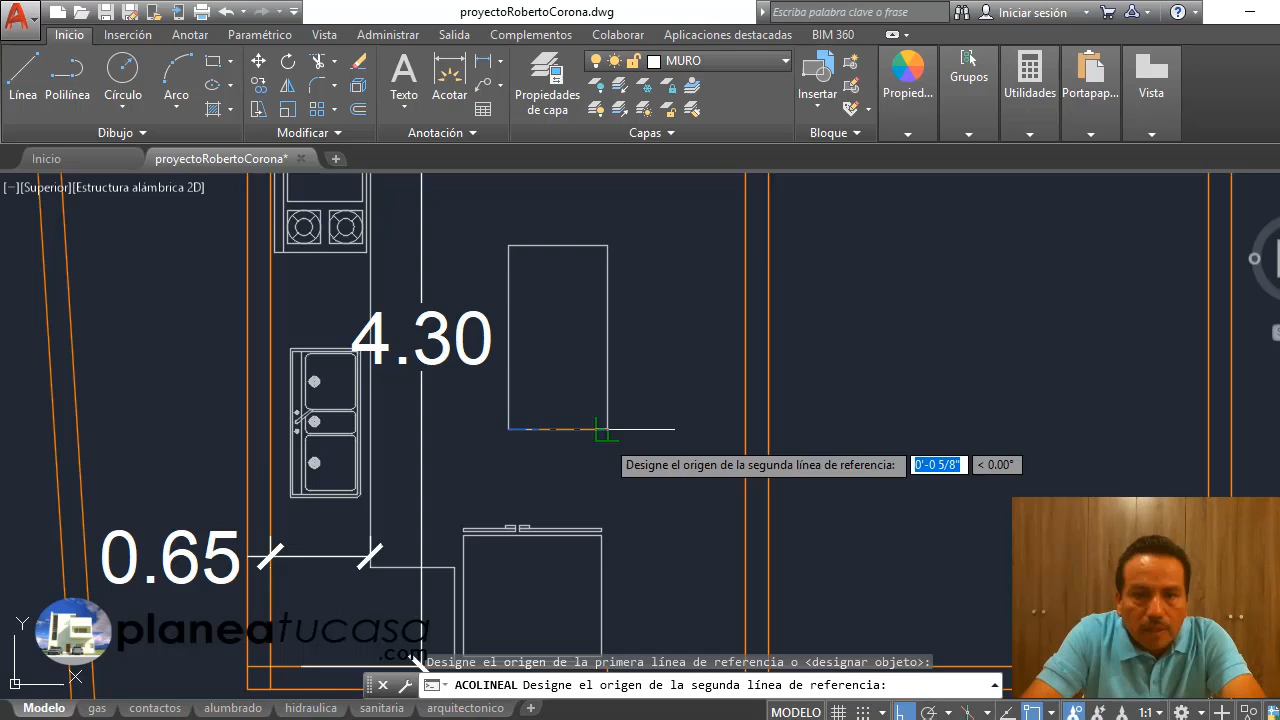 proyectoRobertoCorona.dwg
Escriba palabra clave o frase
Iniciar sesión
Inicio Inserción Anotar Paramétrico Vista Administrar Salida Complementos Colaborar Aplicaciones destacadas BIM 360
MURO
Línea Polilínea Círculo Arco
Texto Acotar
Propiedades de capa
Insertar
Propied... Grupos Utilidades Portapap... Vista
Dibujo Modificar Anotación Capas Bloque
Inicio proyectoRobertoCorona*
[−][Superior][Estructura alámbrica 2D]
4.30
Designe el origen de la segunda línea de referencia: 0'-0 5/8" < 0.00°
0.65
planeatucasa
.com
Y
X
Designe el origen de la primera línea de referencia o <designar objeto>:
ACOLINEAL Designe el origen de la segunda línea de referencia:
Modelo gas contactos alumbrado hidraulica sanitaria arquitectonico
MODELO 1:1